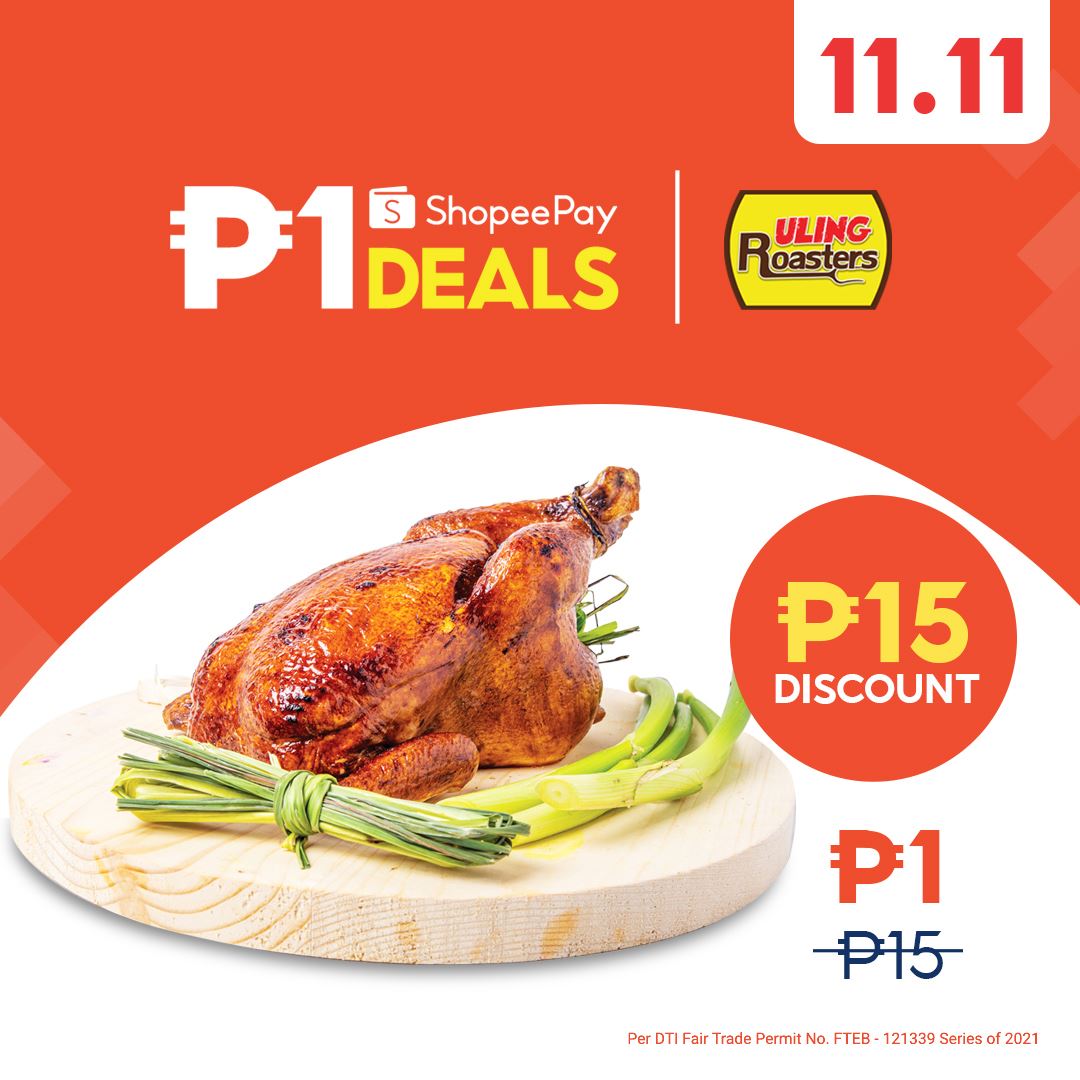 11.11
₱1
S ShopeePay
DEALS
ULING
Roasters
₱15
DISCOUNT
₱1
₱15
Per DTI Fair Trade Permit No. FTEB - 121339 Series of 2021